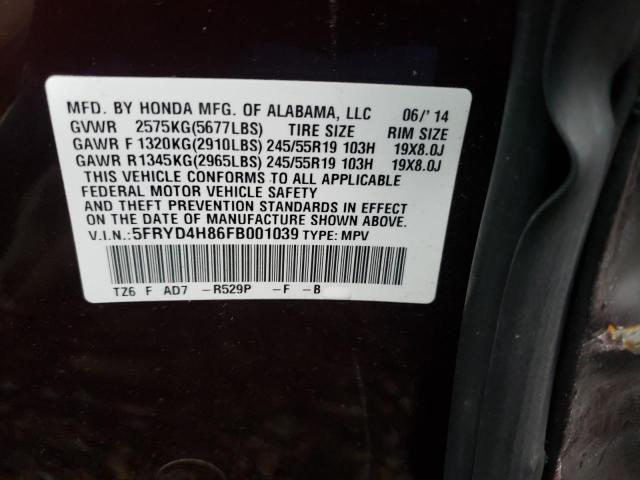 MFD. BY HONDA MFG. OF ALABAMA, LLC 06/'14
GVWR 2575KG(5677LBS) TIRE SIZE RIM SIZE
GAWR F 1320KG(2910LBS) 245/55R19 103H 19X8.0J
GAWR R 1345KG(2965LBS) 245/55R19 103H 19X8.0J
THIS VEHICLE CONFORMS TO ALL APPLICABLE
FEDERAL MOTOR VEHICLE SAFETY
AND THEFT PREVENTION STANDARDS IN EFFECT
ON THE DATE OF MANUFACTURE SHOWN ABOVE.
V.I.N.:5FRYD4H86FB001039 TYPE: MPV
TZ6 F AD7 -R529P -F -B